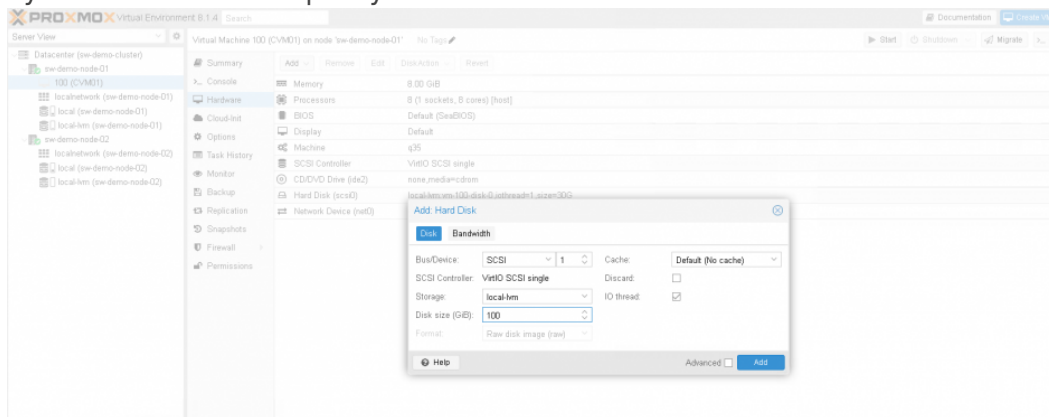 PROXMOX Virtual Environment 8.1.4 Search
Documentation Create VM
Server View
Virtual Machine 100 (CVM01) on node 'sw-demo-node-01' No Tags
Start Shutdown Migrate
Datacenter (sw-demo-cluster)
sw-demo-node-01
100 (CVM01)
localnetwork (sw-demo-node-01)
local (sw-demo-node-01)
local-lvm (sw-demo-node-01)
sw-demo-node-02
localnetwork (sw-demo-node-02)
local (sw-demo-node-02)
local-lvm (sw-demo-node-02)
Summary
Console
Hardware
Cloud-Init
Options
Task History
Monitor
Backup
Replication
Snapshots
Firewall
Permissions
Add Remove Edit Disk Action Revert
Memory 8.00 GiB
Processors 8 (1 sockets, 8 cores) [host]
BIOS Default (SeaBIOS)
Display Default
Machine q35
SCSI Controller VirtIO SCSI single
CD/DVD Drive (ide2) none,media=cdrom
Hard Disk (scsi0) local-lvm:vm-100-disk-0,iothread=1,size=30G
Network Device (net0)
Add: Hard Disk
Disk Bandwidth
Bus/Device: SCSI 1 Cache: Default (No cache)
SCSI Controller: VirtIO SCSI single Discard:
Storage: local-lvm IO thread:
Disk size (GiB): 100
Format: Raw disk image (raw)
Help Advanced Add